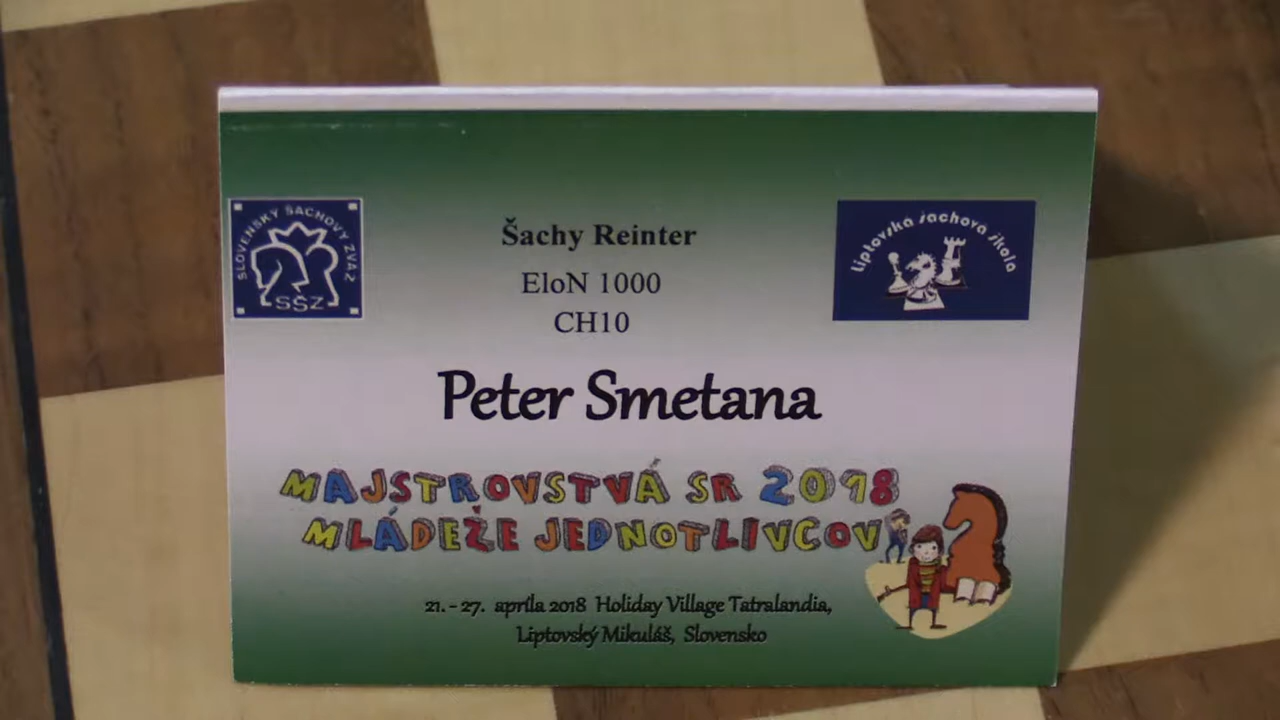 SLOVENSKÝ ŠACHOVÝ ZVÄZ
SŠZ
Šachy Reinter
EloN 1000
CH10
Liptovská šachová škola
Peter Smetana
MAJSTROVSTVÁ SR 2018
MLÁDEŽE JEDNOTLIVCOV
21. - 27. apríla 2018 Holiday Village Tatralandia,
Liptovský Mikuláš, Slovensko